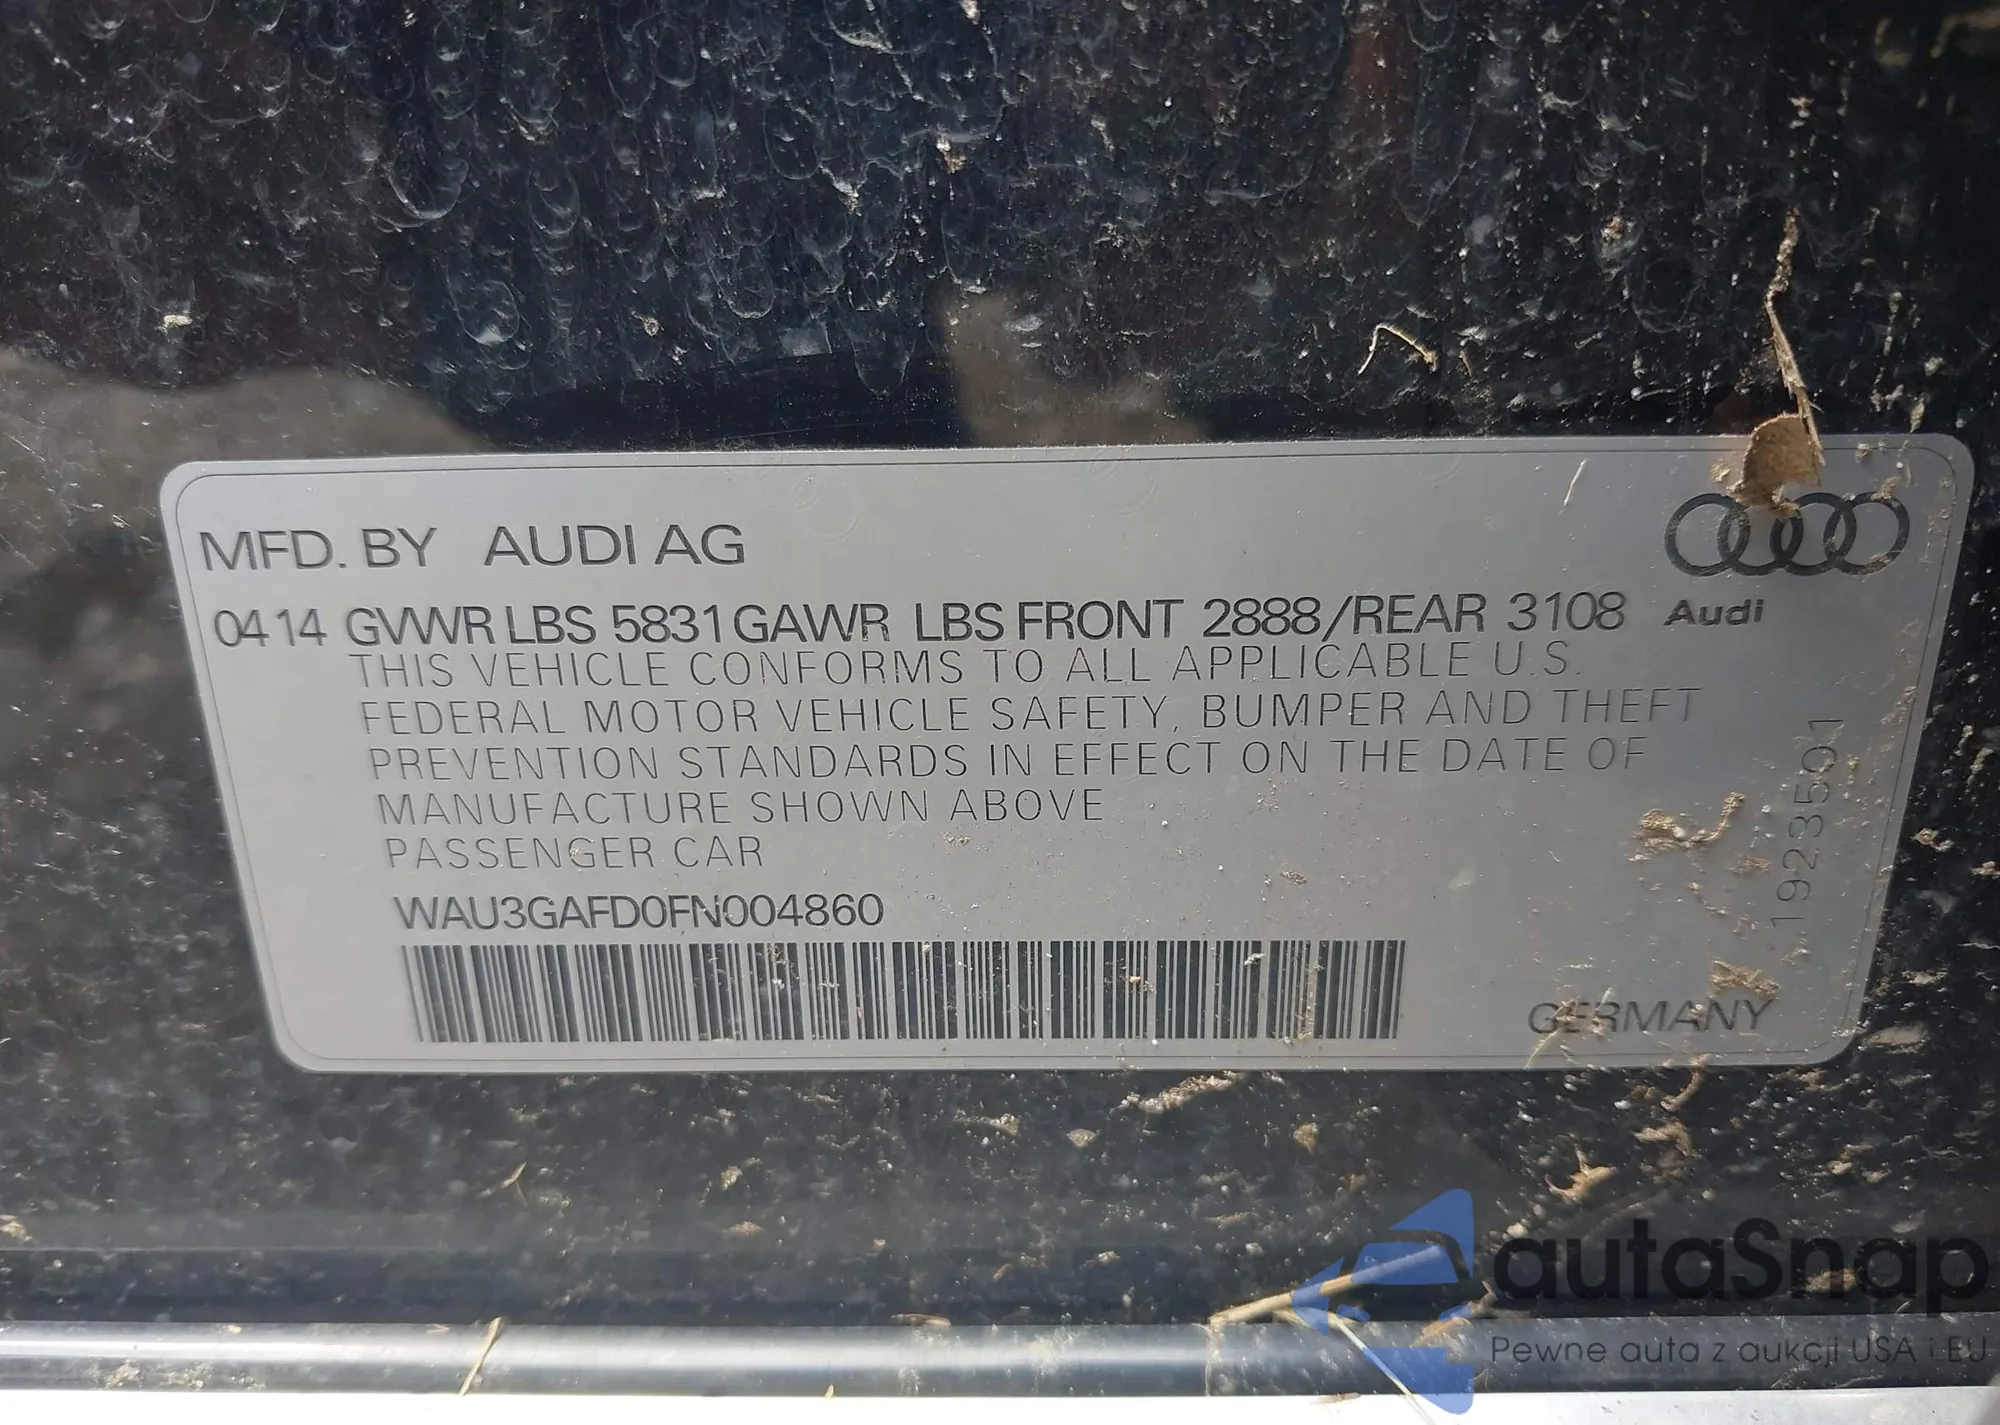 MFD. BY AUDI AG
0414 GVWR LBS 5831 GAWR LBS FRONT 2888/REAR 3108 Audi
THIS VEHICLE CONFORMS TO ALL APPLICABLE U.S.
FEDERAL MOTOR VEHICLE SAFETY, BUMPER AND THEFT
PREVENTION STANDARDS IN EFFECT ON THE DATE OF
MANUFACTURE SHOWN ABOVE
PASSENGER CAR
WAU3GAFD0FN004860
1923501
GERMANY
autaSnap
Pewne auta z aukcji USA i EU